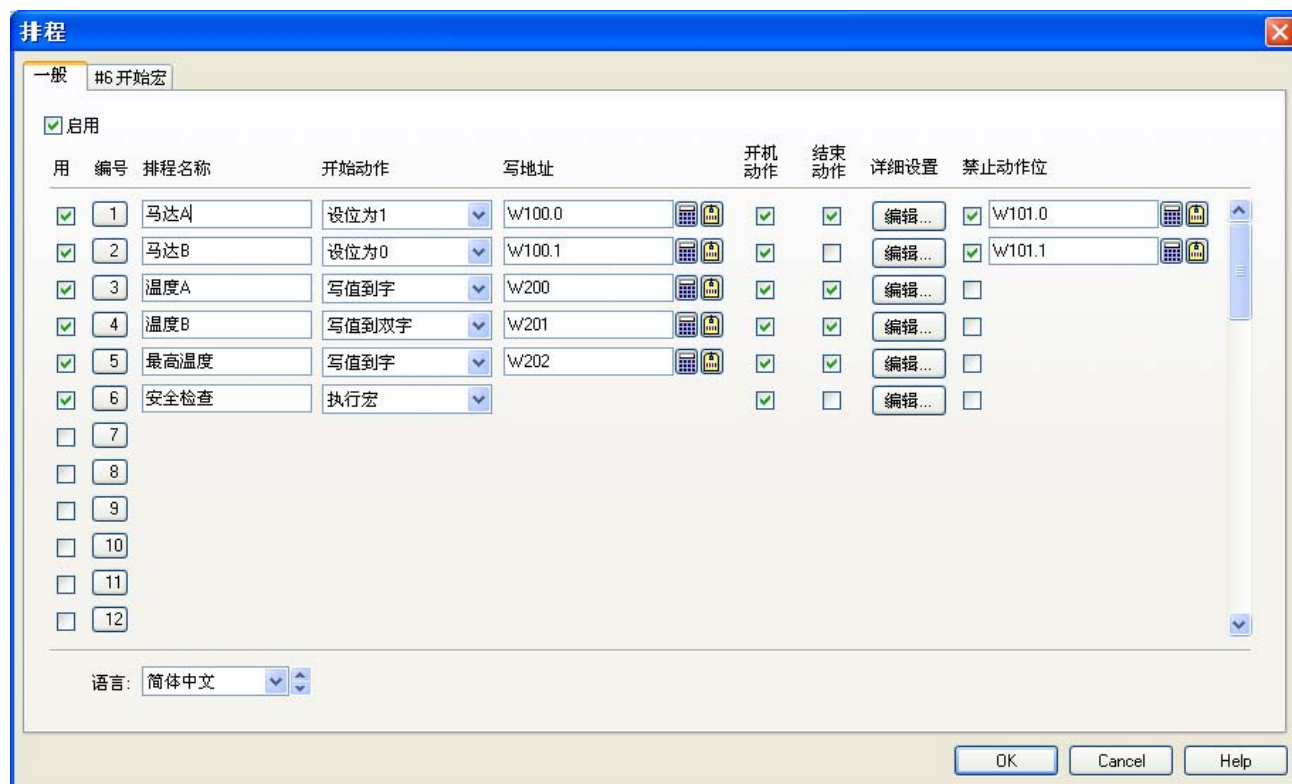 排程
一般 #6 开始宏
启用
用 编号 排程名称 开始动作 写地址 开机动作 结束动作 详细设置 禁止动作位
1 马达A 设位为1 W100.0 编辑... W101.0
2 马达B 设位为0 W100.1 编辑... W101.1
3 温度A 写值到字 W200 编辑...
4 温度B 写值到双字 W201 编辑...
5 最高温度 写值到字 W202 编辑...
6 安全检查 执行宏 编辑...
7
8
9
10
11
12
语言: 简体中文
OK Cancel Help